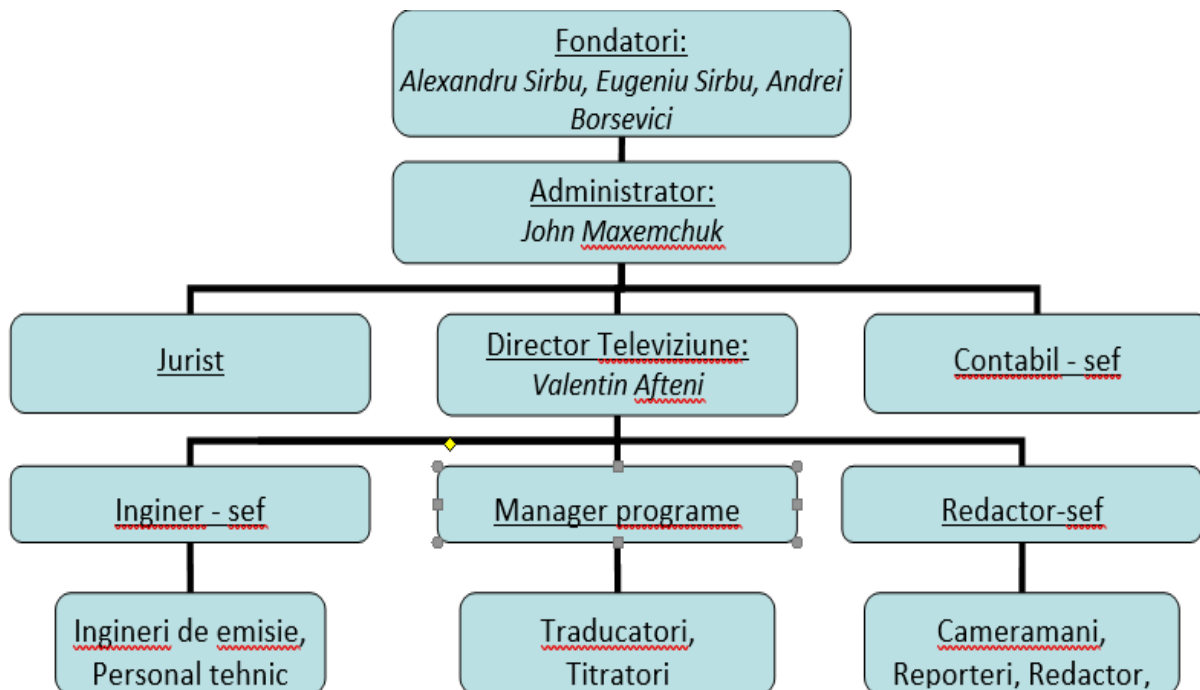 Fondatori:
Alexandru Sirbu, Eugeniu Sirbu, Andrei
Borsevici
Administrator:
John Maxemchuk
Jurist
Director Televiziune:
Valentin Afteni
Contabil - sef
Inginer - sef
Manager programe
Redactor-sef
Ingineri de emisie,
Personal tehnic
Traducatori,
Titratori
Cameramani,
Reporteri, Redactor,